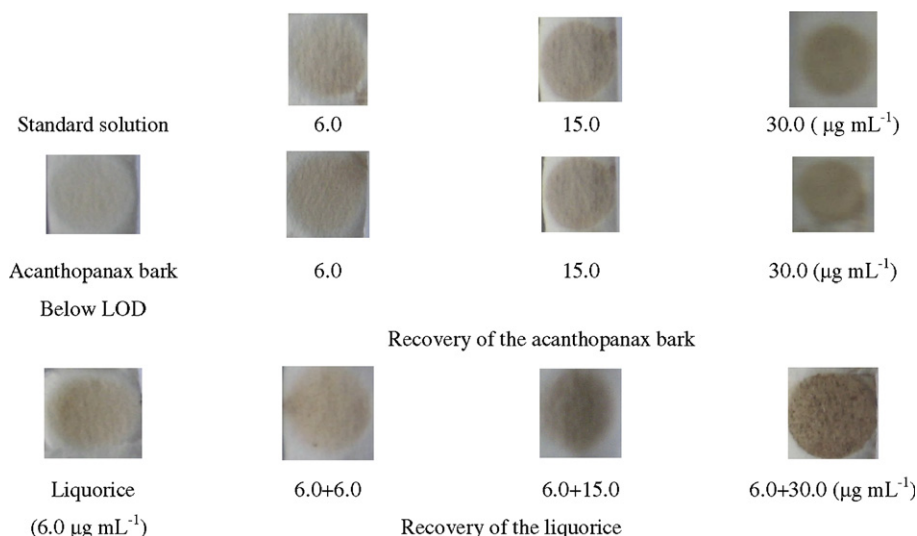 Standard solution 6.0 15.0 30.0 ( μg mL⁻¹)
Acanthopanax bark 6.0 15.0 30.0 (μg mL⁻¹)
Below LOD
Recovery of the acanthopanax bark
Liquorice 6.0+6.0 6.0+15.0 6.0+30.0 (μg mL⁻¹)
(6.0 μg mL⁻¹) Recovery of the liquorice